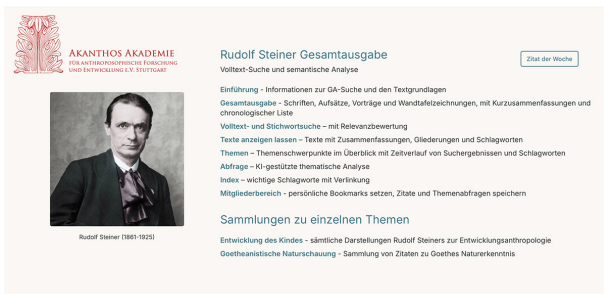 AKANTHOS AKADEMIE
FÜR ANTHROPOSOPHISCHE FORSCHUNG
UND ENTWICKLUNG E.V. STUTTGART
Rudolf Steiner (1861-1925)
Rudolf Steiner Gesamtausgabe
Zitat der Woche
Volltext-Suche und semantische Analyse
Einführung - Informationen zur GA-Suche und den Textgrundlagen
Gesamtausgabe - Schriften, Aufsätze, Vorträge und Wandtafelzeichnungen, mit Kurzusammenfassungen und
chronologischer Liste
Volltext- und Stichwortsuche – mit Relevanzbewertung
Texte anzeigen lassen – Texte mit Zusammenfassungen, Gliederungen und Schlagworten
Themen – Themenschwerpunkte im Überblick mit Zeitverlauf von Suchergebnissen und Schlagworten
Abfrage – KI-gestützte thematische Analyse
Index – wichtige Schlagworte mit Verlinkung
Mitgliederbereich - persönliche Bookmarks setzen, Zitate und Themenabfragen speichern
Sammlungen zu einzelnen Themen
Entwicklung des Kindes - sämtliche Darstellungen Rudolf Steiners zur Entwicklungsanthropologie
Goetheanistische Naturschauung - Sammlung von Zitaten zu Goethes Naturerkenntnis